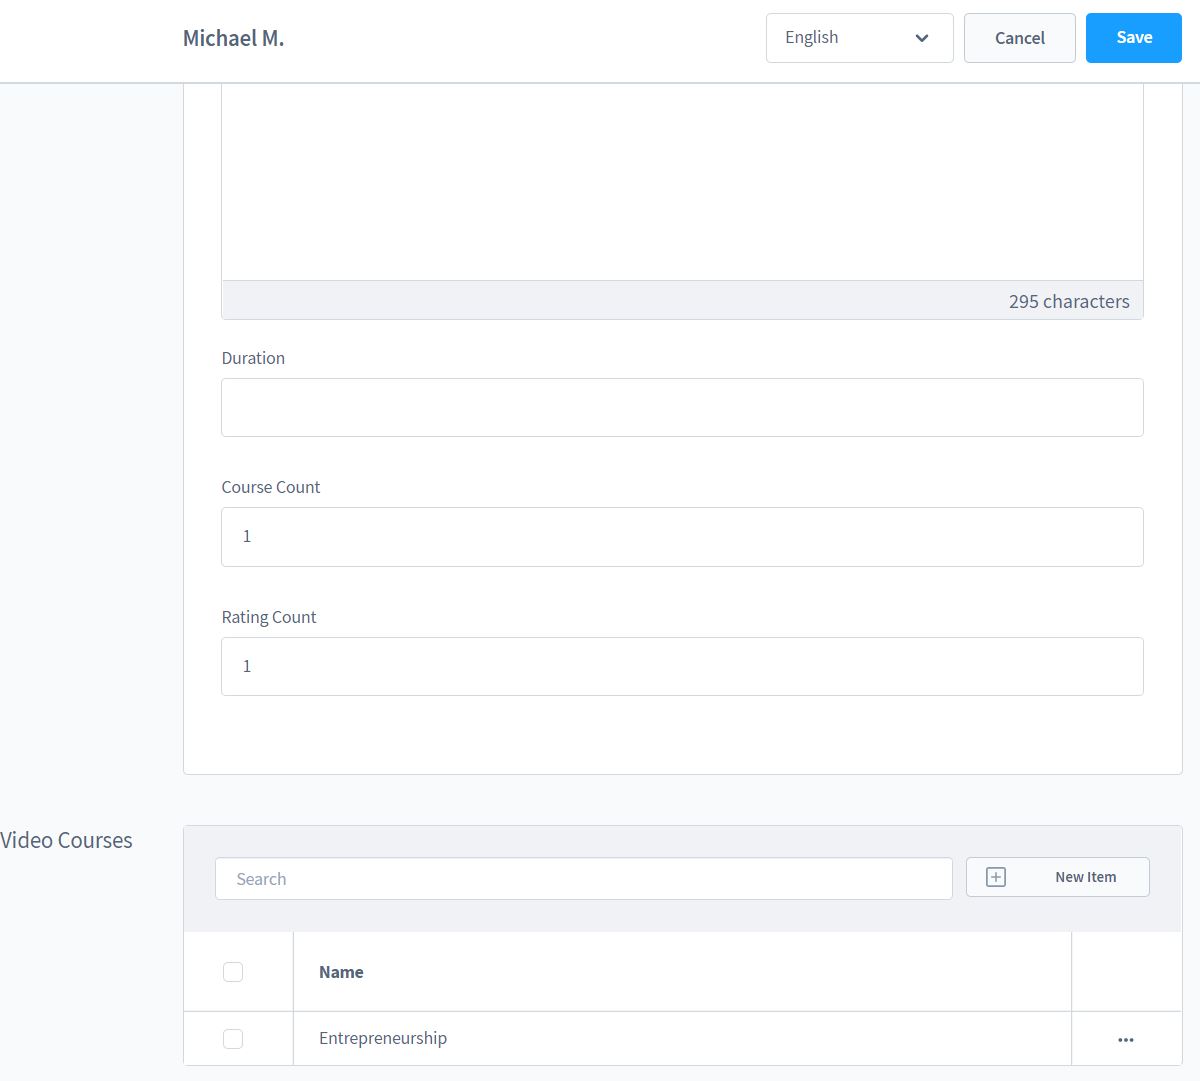 Michael M.
English
Cancel
Save
295 characters
Duration
Course Count
1
Rating Count
1
Video Courses
Search
New Item
Name
Entrepreneurship